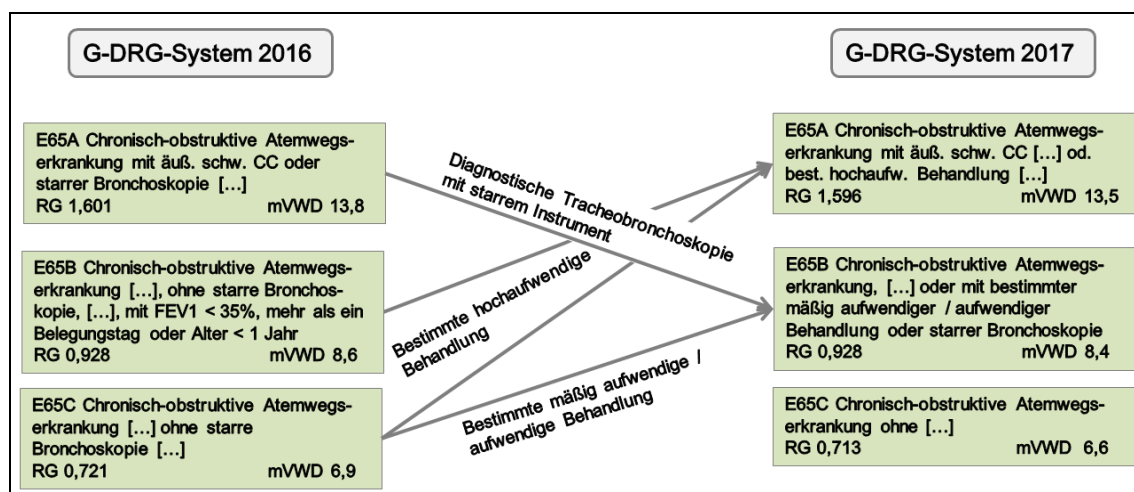 G-DRG-System 2016
G-DRG-System 2017
E65A Chronisch-obstruktive Atemwegs-
erkrankung mit äuß. schw. CC oder
starrer Bronchoskopie [...]
RG 1,601 mVWD 13,8
E65B Chronisch-obstruktive Atemwegs-
erkrankung [...], ohne starre Bronchos-
kopie, [...], mit FEV1 < 35%, mehr als ein
Belegungstag oder Alter < 1 Jahr
RG 0,928 mVWD 8,6
E65C Chronisch-obstruktive Atemwegs-
erkrankung [...] ohne starre
Bronchoskopie [...]
RG 0,721 mVWD 6,9
Diagnostische Tracheobronchoskopie
mit starrem Instrument
Bestimmte hochaufwendige
Behandlung
Bestimmte mäßig aufwendige /
aufwendige Behandlung
E65A Chronisch-obstruktive Atemwegs-
erkrankung mit äuß. schw. CC [...] od.
best. hochaufw. Behandlung [...]
RG 1,596 mVWD 13,5
E65B Chronisch-obstruktive Atemwegs-
erkrankung, [...] oder mit bestimmter
mäßig aufwendiger / aufwendiger
Behandlung oder starrer Bronchoskopie
RG 0,928 mVWD 8,4
E65C Chronisch-obstruktive Atemwegs-
erkrankung ohne [...]
RG 0,713 mVWD 6,6